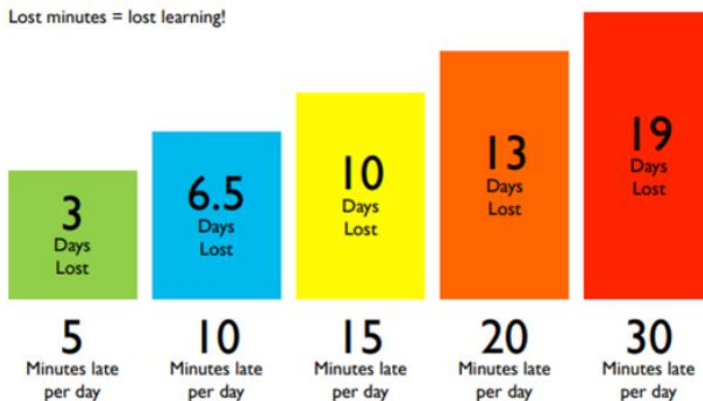 Lost minutes = lost learning!
3
Days
Lost
6.5
Days
Lost
10
Days
Lost
13
Days
Lost
19
Days
Lost
5
Minutes late
per day
10
Minutes late
per day
15
Minutes late
per day
20
Minutes late
per day
30
Minutes late
per day